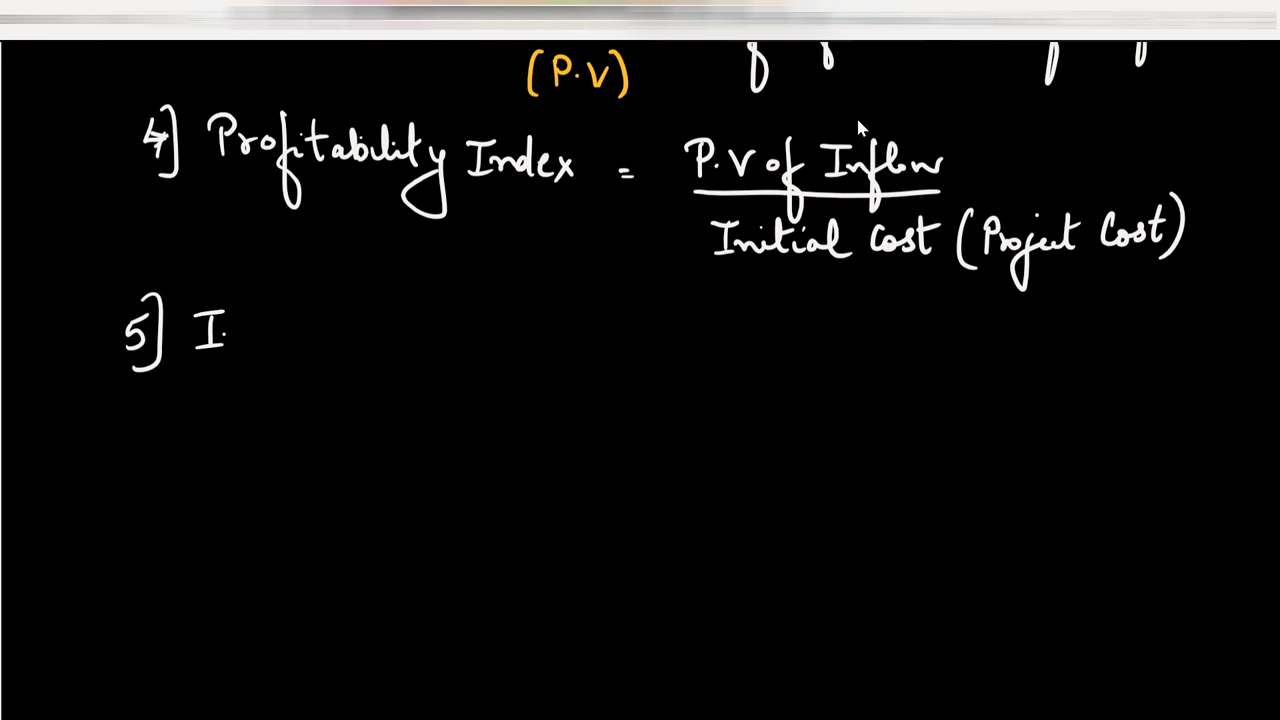 (P.V)
4] Profitability Index = P.V of Inflow
Initial Cost (Project Cost)
5] I.